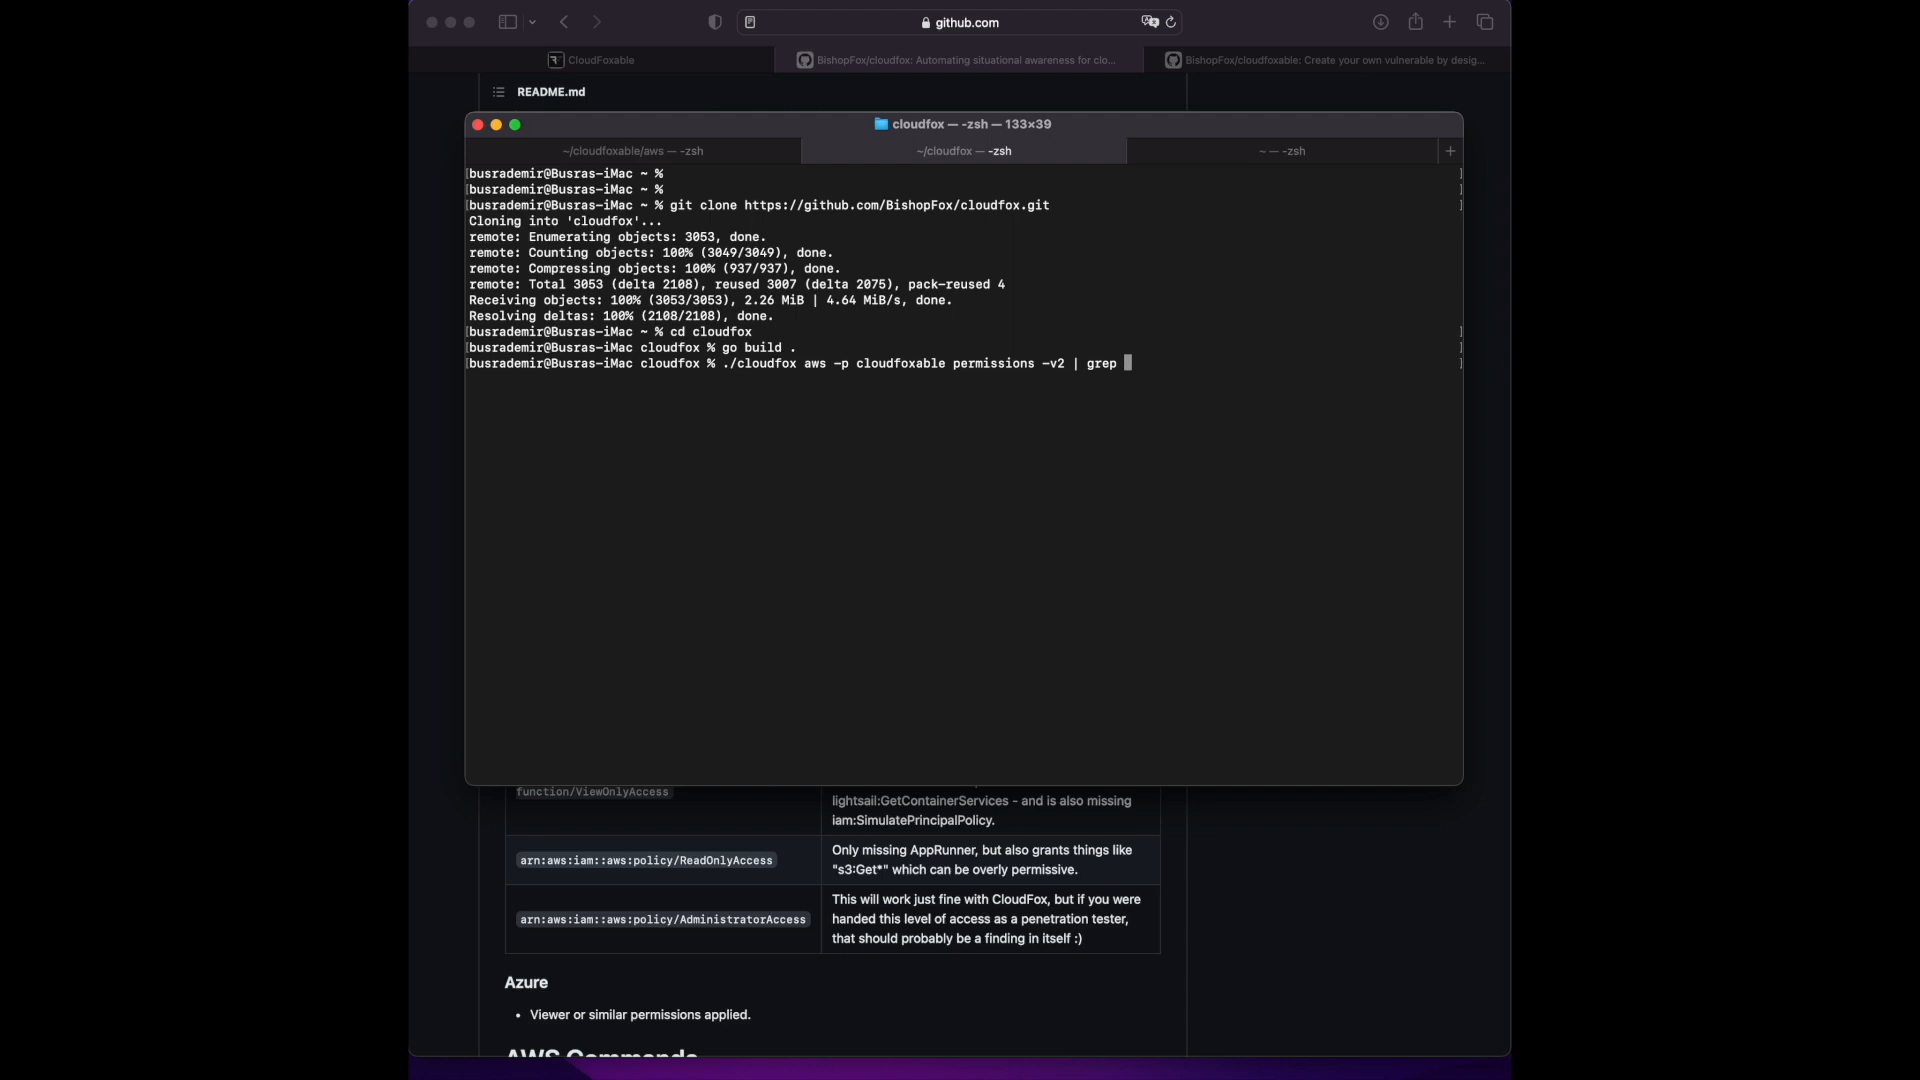 github.com
CloudFoxable
BishopFox/cloudfox: Automating situational awareness for clo...
BishopFox/cloudfoxable: Create your own vulnerable by desig...
README.md
cloudfox — -zsh — 133×39
~/cloudfoxable/aws — -zsh
~/cloudfox — -zsh
~ — -zsh
[busrademir@Busras-iMac ~ % ]
[busrademir@Busras-iMac ~ % ]
[busrademir@Busras-iMac ~ % git clone https://github.com/BishopFox/cloudfox.git ]
Cloning into 'cloudfox'...
remote: Enumerating objects: 3053, done.
remote: Counting objects: 100% (3049/3049), done.
remote: Compressing objects: 100% (937/937), done.
remote: Total 3053 (delta 2108), reused 3007 (delta 2075), pack-reused 4
Receiving objects: 100% (3053/3053), 2.26 MiB | 4.64 MiB/s, done.
Resolving deltas: 100% (2108/2108), done.
[busrademir@Busras-iMac ~ % cd cloudfox ]
[busrademir@Busras-iMac cloudfox % go build . ]
[busrademir@Busras-iMac cloudfox % ./cloudfox aws -p cloudfoxable permissions -v2 | grep ]
function/ViewOnlyAccess
lightsail:GetContainerServices - and is also missing
iam:SimulatePrincipalPolicy.
arn:aws:iam::aws:policy/ReadOnlyAccess
Only missing AppRunner, but also grants things like
"s3:Get*" which can be overly permissive.
arn:aws:iam::aws:policy/AdministratorAccess
This will work just fine with CloudFox, but if you were
handed this level of access as a penetration tester,
that should probably be a finding in itself :)
Azure
• Viewer or similar permissions applied.
AWS Commands